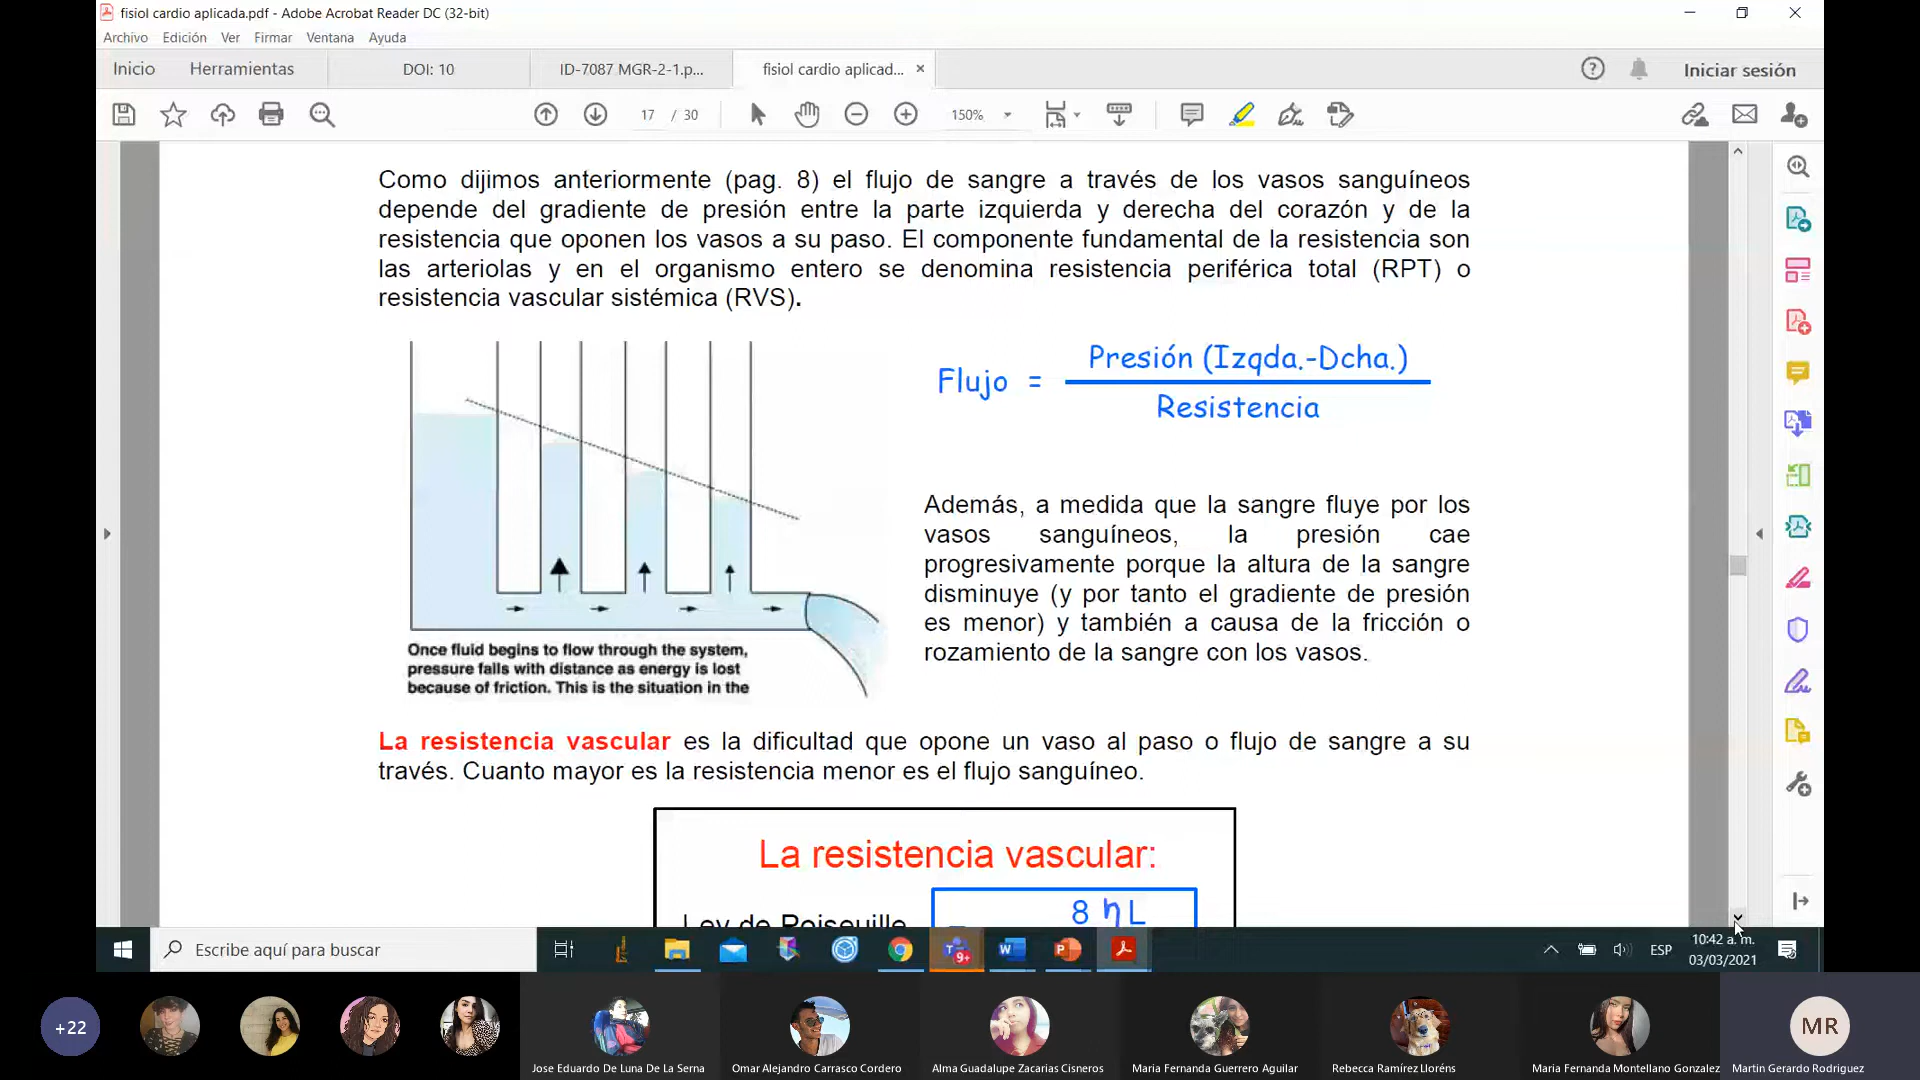 fisiol cardio aplicada.pdf - Adobe Acrobat Reader DC (32-bit)
Archivo Edición Ver Firmar Ventana Ayuda
Inicio Herramientas DOI: 10 ID-7087 MGR-2-1.p... fisiol cardio aplicad... × Iniciar sesión
17 / 30 150%
Como dijimos anteriormente (pag. 8) el flujo de sangre a través de los vasos sanguíneos
depende del gradiente de presión entre la parte izquierda y derecha del corazón y de la
resistencia que oponen los vasos a su paso. El componente fundamental de la resistencia son
las arteriolas y en el organismo entero se denomina resistencia periférica total (RPT) o
resistencia vascular sistémica (RVS).
Flujo = Presión (Izqda.-Dcha.)
Resistencia
Además, a medida que la sangre fluye por los
vasos sanguíneos, la presión cae
progresivamente porque la altura de la sangre
disminuye (y por tanto el gradiente de presión
es menor) y también a causa de la fricción o
rozamiento de la sangre con los vasos.
Once fluid begins to flow through the system,
pressure falls with distance as energy is lost
because of friction. This is the situation in the
La resistencia vascular es la dificultad que opone un vaso al paso o flujo de sangre a su
través. Cuanto mayor es la resistencia menor es el flujo sanguíneo.
La resistencia vascular:
Ley de Poiseuille
8 η L
Escribe aquí para buscar
9+
ESP
10:42 a. m.
03/03/2021
+22
MR
Jose Eduardo De Luna De La Serna
Omar Alejandro Carrasco Cordero
Alma Guadalupe Zacarias Cisneros
Maria Fernanda Guerrero Aguilar
Rebecca Ramírez Lloréns
Maria Fernanda Montellano Gonzalez
Martin Gerardo Rodriguez